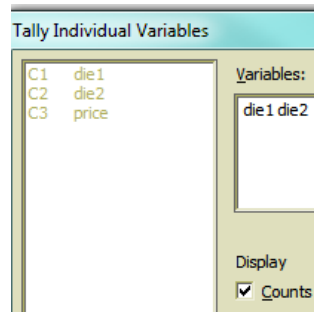 Tally Individual Variables
C1 die1
C2 die2
C3 price
Variables:
die1 die2
Display
Counts